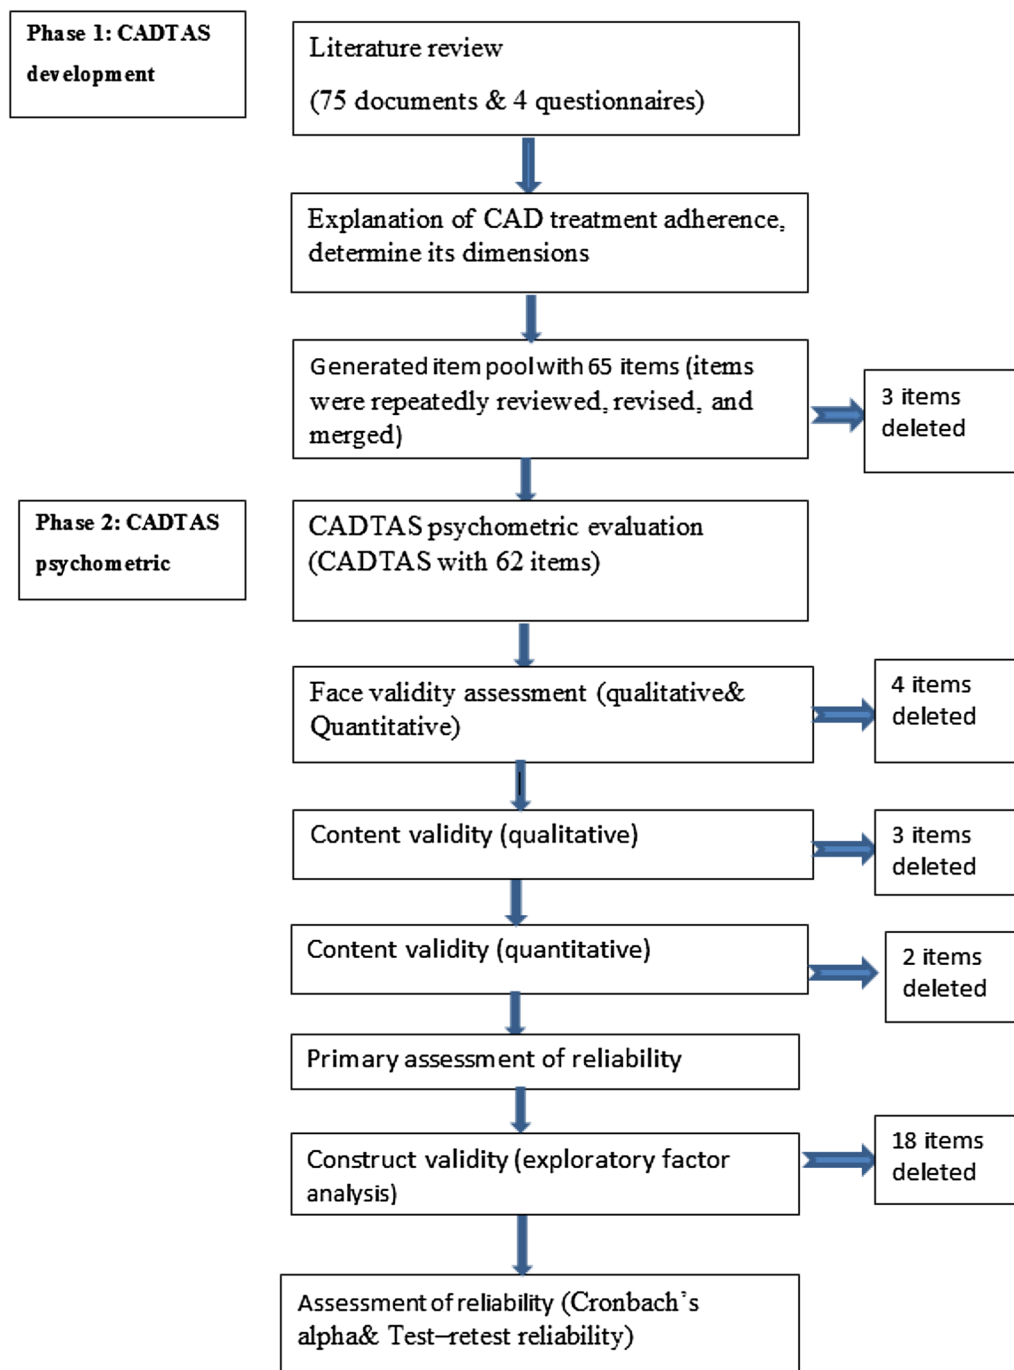 Phase 1: CADTAS
development
Literature review
(75 documents & 4 questionnaires)
Explanation of CAD treatment adherence,
determine its dimensions
Generated item pool with 65 items (items
were repeatedly reviewed, revised, and
merged)
3 items
deleted
Phase 2: CADTAS
psychometric
CADTAS psychometric evaluation
(CADTAS with 62 items)
Face validity assessment (qualitative&
Quantitative)
4 items
deleted
Content validity (qualitative)
3 items
deleted
Content validity (quantitative)
2 items
deleted
Primary assessment of reliability
Construct validity (exploratory factor
analysis)
18 items
deleted
Assessment of reliability (Cronbach's
alpha& Test–retest reliability)